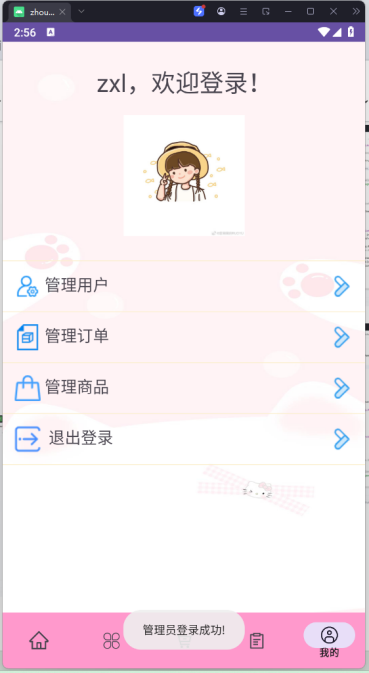 zhou...
2:56
zxl，欢迎登录！
管理用户
管理订单
管理商品
退出登录
管理员登录成功!
我的